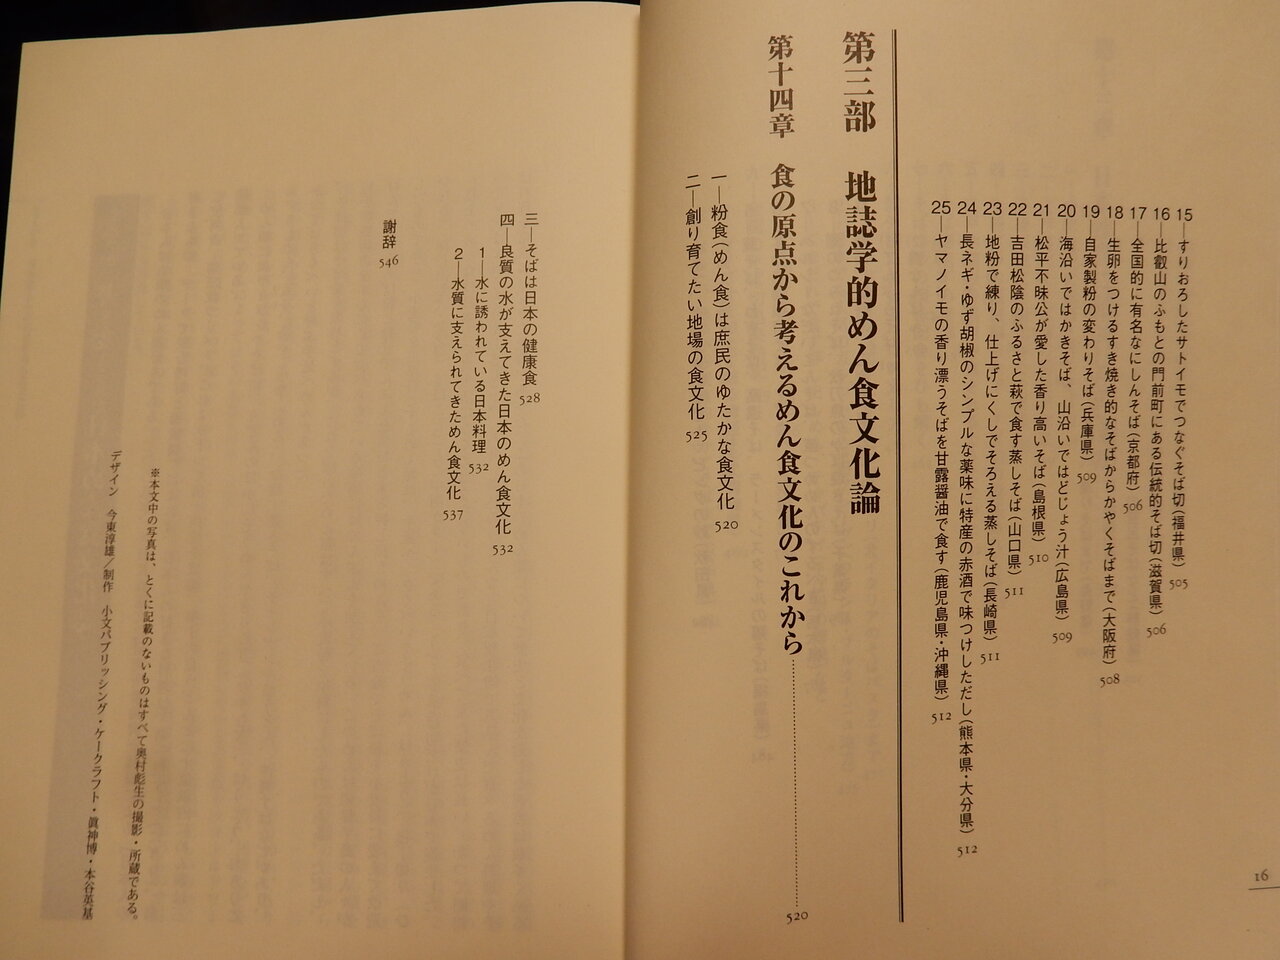 16
15―すりおろしたサトイモでつなぐそば切(福井県) 505
16―比叡山のふもとの門前町にある伝統的そば切(滋賀県) 506
17―全国的に有名なにしんそば(京都府) 506
18―生卵をつけるすき焼き的なそばからかやくそばまで(大阪府) 508
19―自家製粉の変わりそば(兵庫県) 509
20―海沿いではかきそば、山沿いではどじょう汁(広島県) 509
21―松平不昧公が愛した香り高いそば(島根県) 510
22―吉田松陰のふるさと萩で食す蒸しそば(山口県) 511
23―地粉で練り、仕上げにくしでそろえる蒸しそば(長崎県) 511
24―長ネギ・ゆず胡椒のシンプルな薬味に特産の赤酒で味つけしただし(熊本県・大分県) 512
25―ヤマノイモの香り漂うそばを甘露醤油で食す(鹿児島県・沖縄県) 512
第三部 地誌学的めん食文化論
第十四章 食の原点から考えるめん食文化のこれから 520
一―粉食(めん食)は庶民のゆたかな食文化 520
二―創り育てたい地場の食文化 525
三―そばは日本の健康食 528
四―良質の水が支えてきた日本のめん食文化 532
1―水に誘われている日本料理 532
2―水質に支えられてきためん食文化 537
謝辞 546
※本文中の写真は、とくに記載のないものはすべて奥村彪生の撮影・所蔵である。
デザイン 今東淳雄/制作 小文パブリッシング・ケークラフト・眞神博・本谷英基